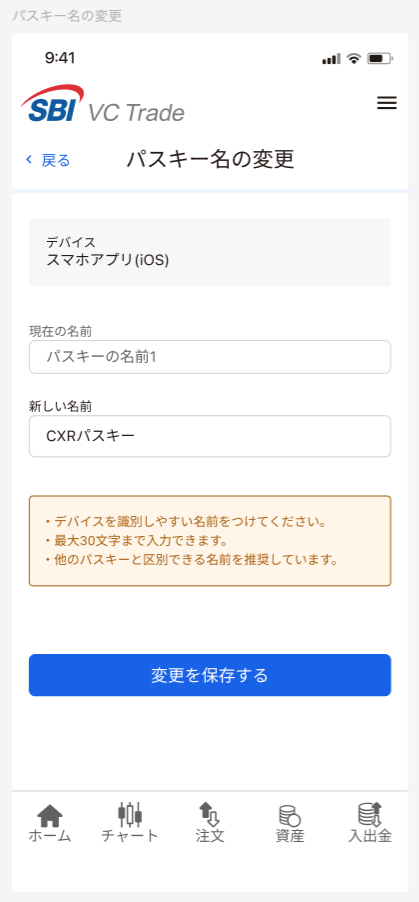 パスキー名の変更
9:41
SBI VC Trade
戻る パスキー名の変更
デバイス
スマホアプリ(iOS)
現在の名前
パスキーの名前1
新しい名前
CXRパスキー
・デバイスを識別しやすい名前をつけてください。
・最大30文字まで入力できます。
・他のパスキーと区別できる名前を推奨しています。
変更を保存する
ホーム チャート 注文 資産 入出金